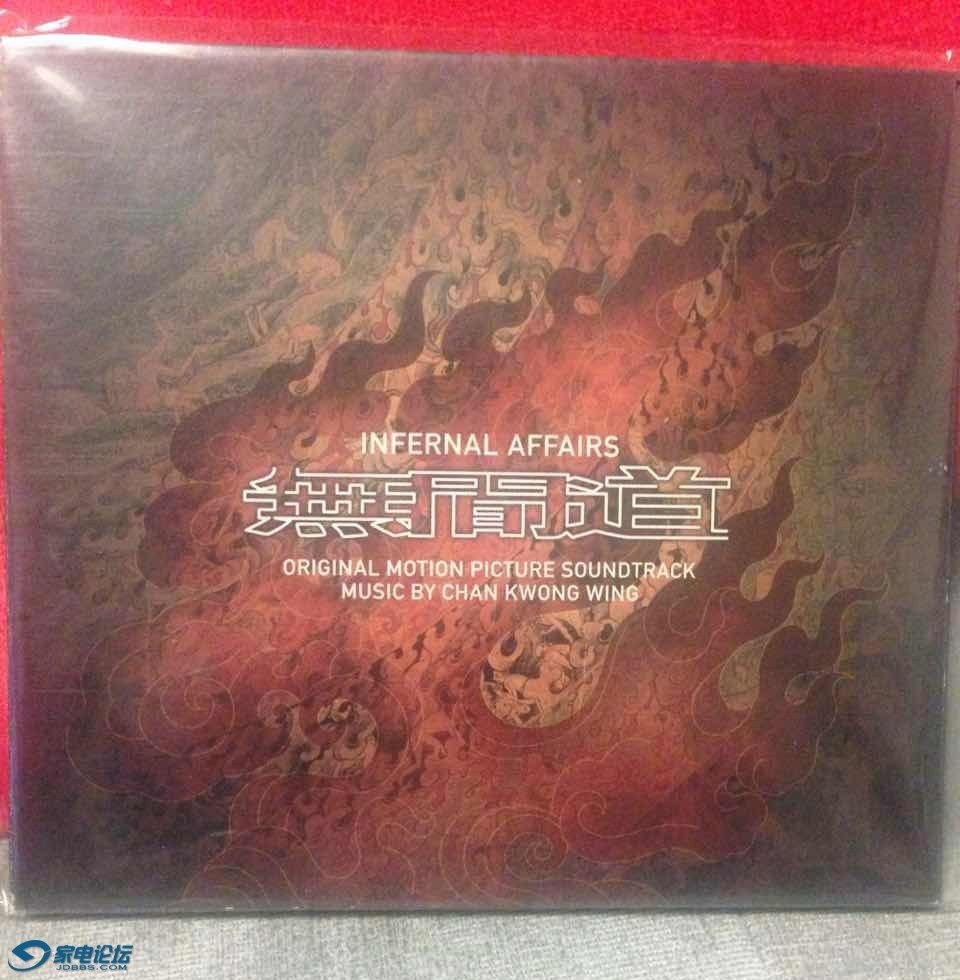 INFERNAL AFFAIRS
無間道
ORIGINAL MOTION PICTURE SOUNDTRACK
MUSIC BY CHAN KWONG WING
家电论坛
JDBBS.COM